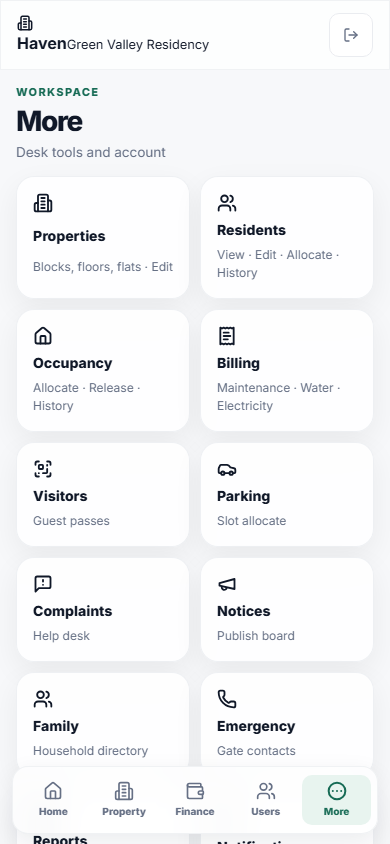 HavenGreen Valley Residency
WORKSPACE
More
Desk tools and account
Properties
Blocks, floors, flats · Edit
Residents
View · Edit · Allocate ·
History
Occupancy
Allocate · Release ·
History
Billing
Maintenance · Water ·
Electricity
Visitors
Guest passes
Parking
Slot allocate
Complaints
Help desk
Notices
Publish board
Family
Household directory
Emergency
Gate contacts
Home
Property
Finance
Users
More
Reports